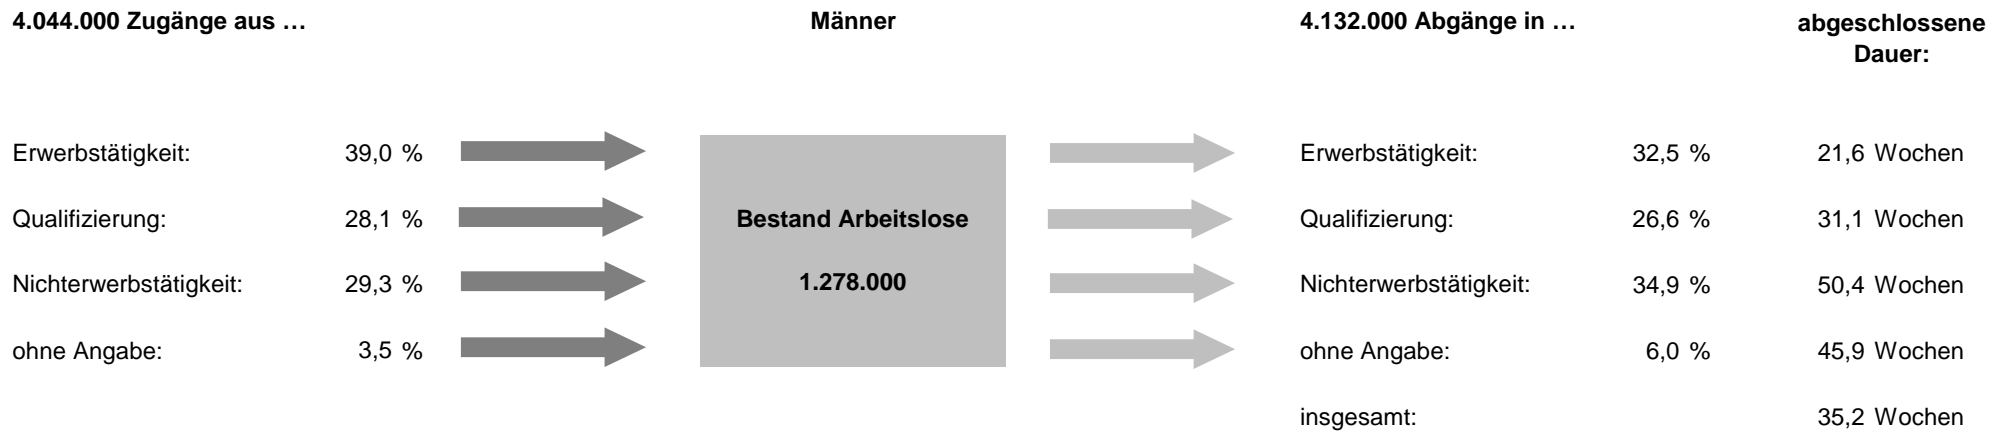 4.044.000 Zugänge aus … Männer 4.132.000 Abgänge in … abgeschlossene
Dauer:
Erwerbstätigkeit: 39,0 % Erwerbstätigkeit: 32,5 % 21,6 Wochen
Qualifizierung: 28,1 % Bestand Arbeitslose Qualifizierung: 26,6 % 31,1 Wochen
Nichterwerbstätigkeit: 29,3 % 1.278.000 Nichterwerbstätigkeit: 34,9 % 50,4 Wochen
ohne Angabe: 3,5 % ohne Angabe: 6,0 % 45,9 Wochen
insgesamt: 35,2 Wochen